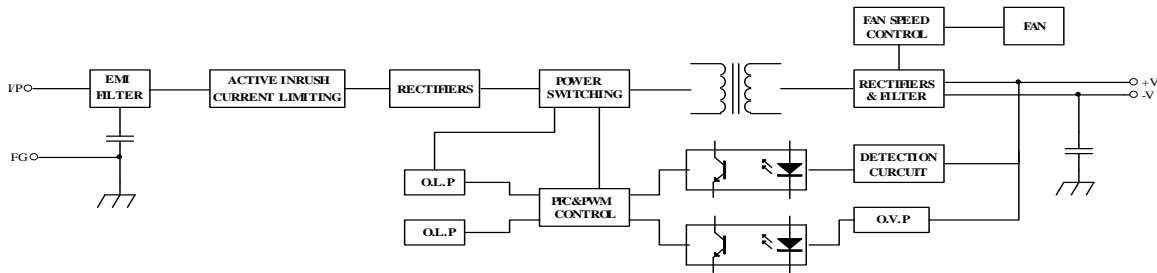 FAN SPEED
CONTROL
FAN
I/P
EMI
FILTER
ACTIVE INRUSH
CURRENT LIMITING
RECTIFIERS
POWER
SWITCHING
RECTIFIERS
& FILTER
+V
-V
FG
O.L.P
PFC&PWM
CONTROL
DETECTION
CURCUIT
O.L.P
O.V.P